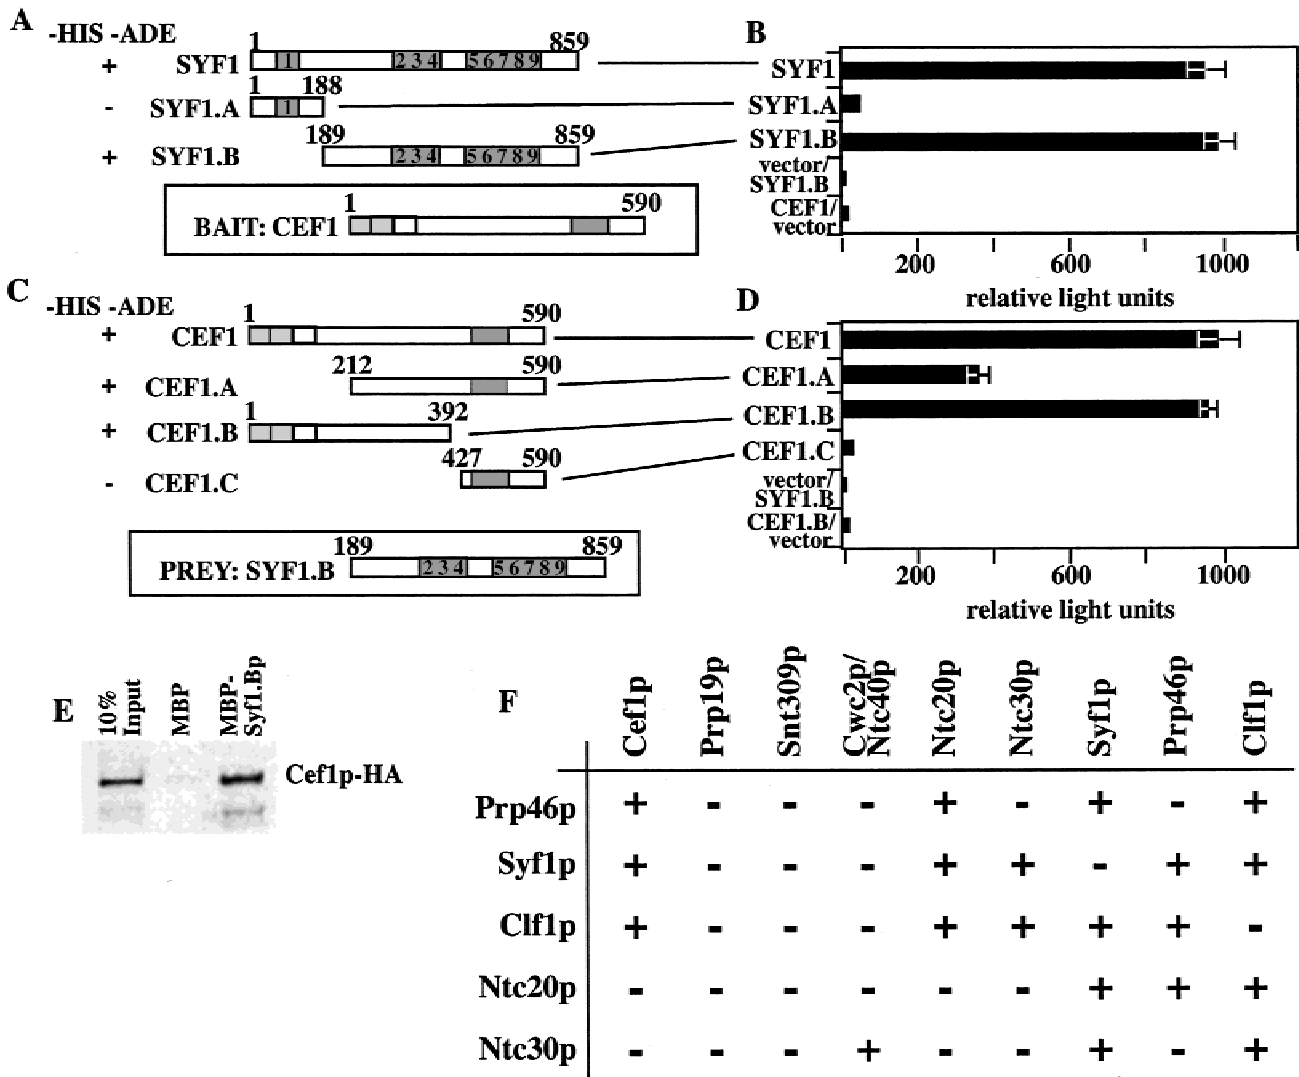 A
-HIS -ADE
1 859
+ SYF1 1 2 3 4 5 6 7 8 9
1 188
- SYF1.A 1
189 859
+ SYF1.B 2 3 4 5 6 7 8 9
1 590
BAIT: CEF1
B
SYF1
SYF1.A
SYF1.B
vector/
SYF1.B
CEF1/
vector
200 600 1000
relative light units
C
-HIS -ADE
1 590
+ CEF1
212 590
+ CEF1.A
1 392
+ CEF1.B
427 590
- CEF1.C
189 859
PREY: SYF1.B 2 3 4 5 6 7 8 9
D
CEF1
CEF1.A
CEF1.B
CEF1.C
vector/
SYF1.B
CEF1.B/
vector
200 600 1000
relative light units
E
10%
Input
MBP
MBP-
Syf1.Bp
Cef1p-HA
F
Cef1p
Prp19p
Snt309p
Cwc2p/
Ntc40p
Ntc20p
Ntc30p
Syf1p
Prp46p
Clf1p
Prp46p + - - - + - + - +
Syf1p + - - - + + - + +
Clf1p + - - - + + + + -
Ntc20p - - - - - - + + +
Ntc30p - - - + - - + - +